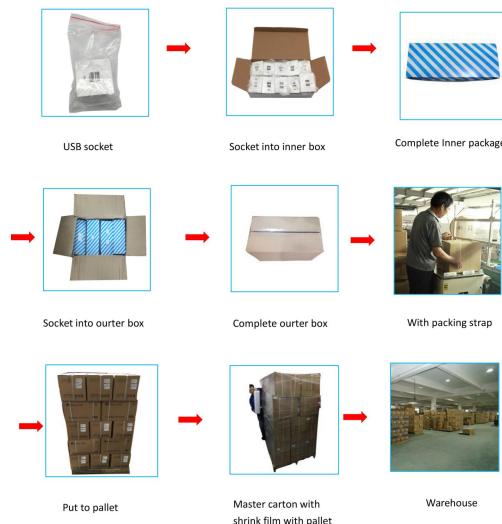 USB socket
Socket into inner box
Complete Inner package
Socket into ourter box
Complete ourter box
With packing strap
Put to pallet
Master carton with
shrink film with pallet
Warehouse